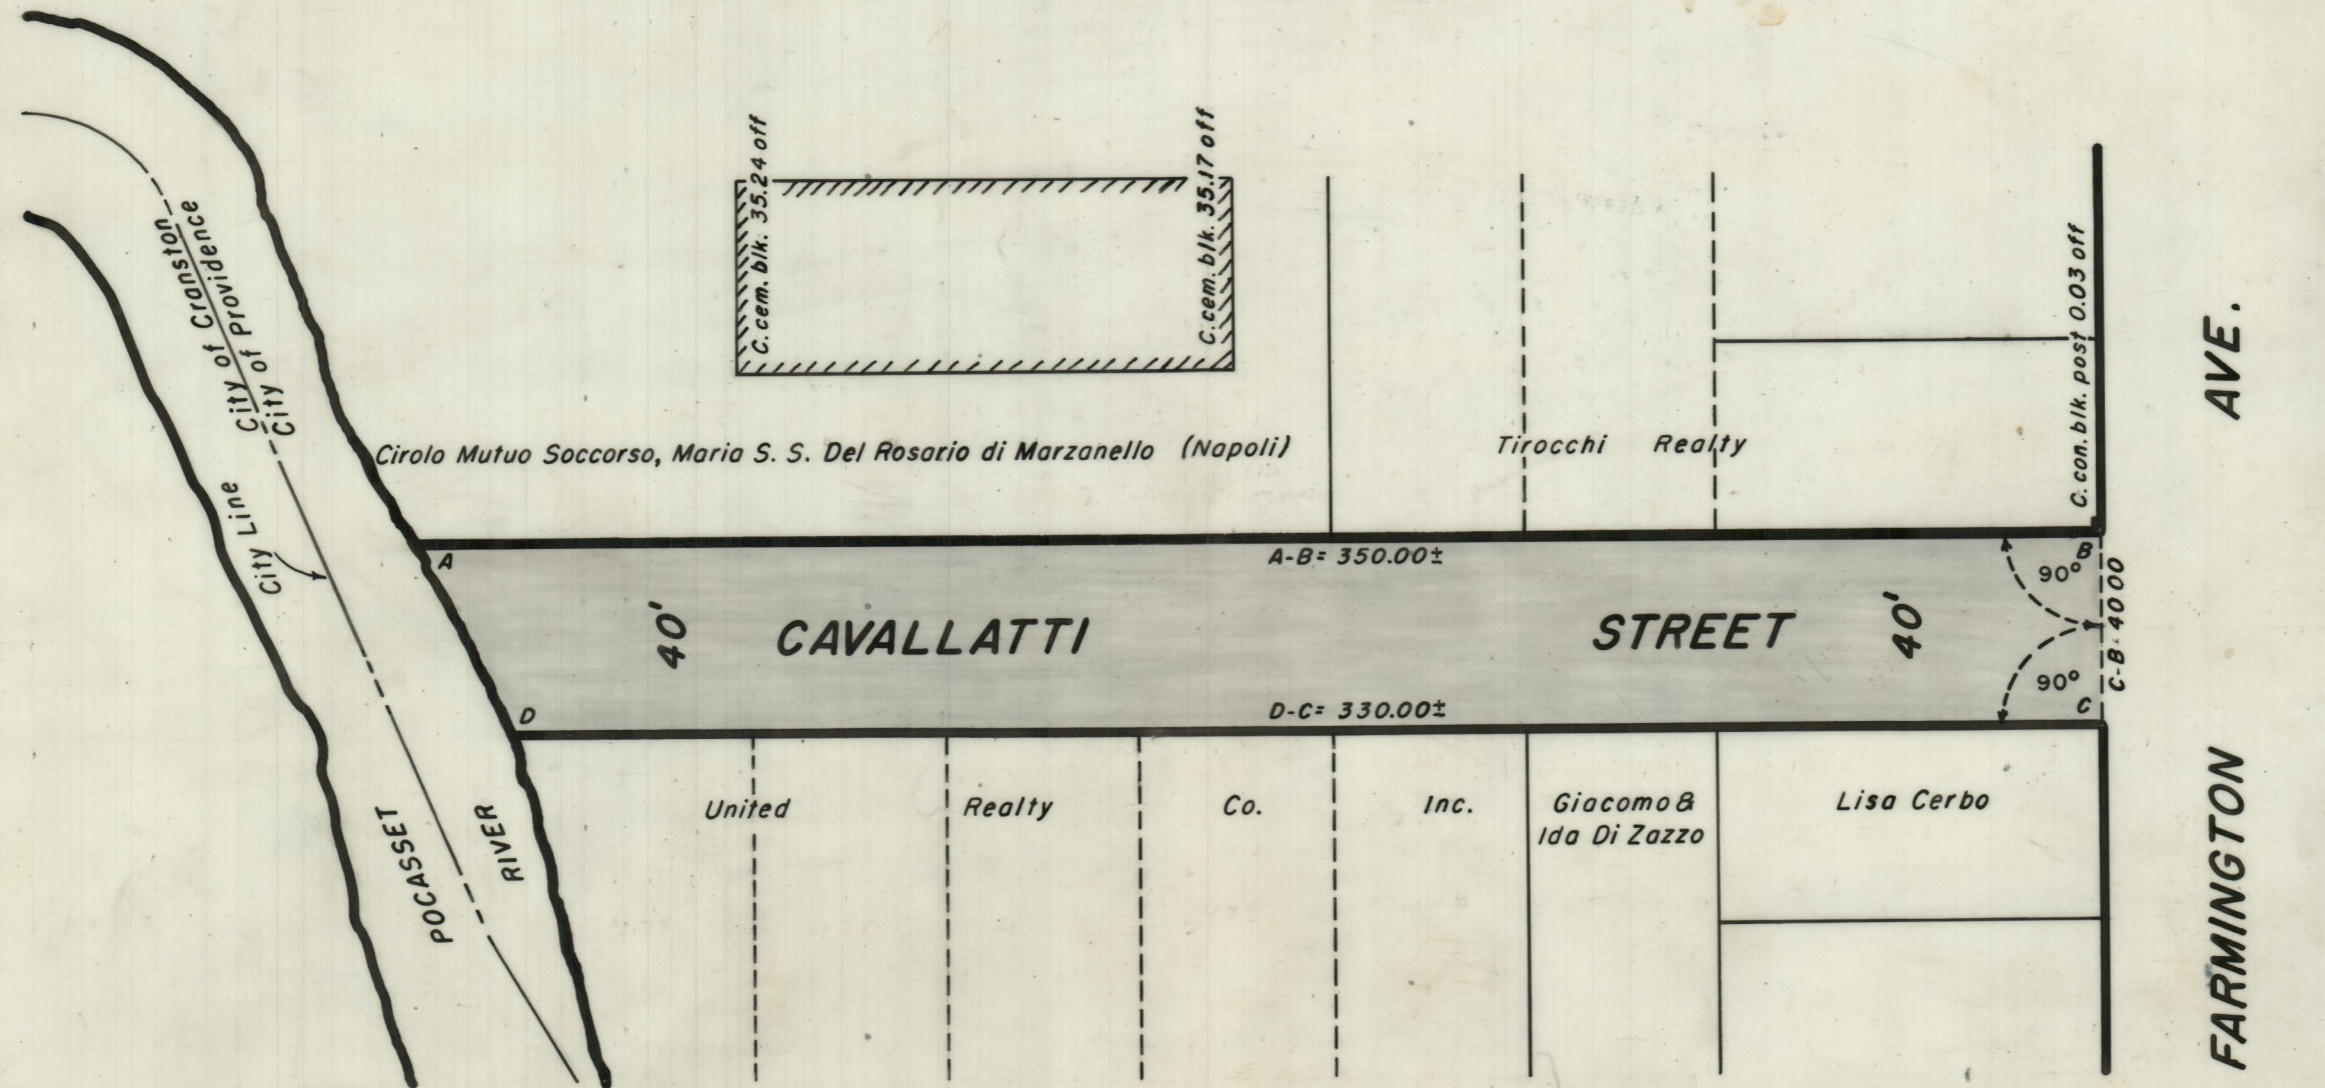 City of Cranston
City of Providence
City Line
POCASSET
RIVER
C. cem. blk. 35.24 off
C. cem. blk. 35.17 off
C. con. blk. post 0.03 off
Cirolo Mutuo Soccorso, Maria S. S. Del Rosario di Marzanello (Napoli)
Tirocchi Realty
A
A-B= 350.00±
B
90°
40' CAVALLATTI STREET 40'
C-B= 40.00
90°
D
D-C= 330.00±
C
United Realty Co. Inc.
Giacomo &
Ida Di Zazzo
Lisa Cerbo
FARMINGTON AVE.